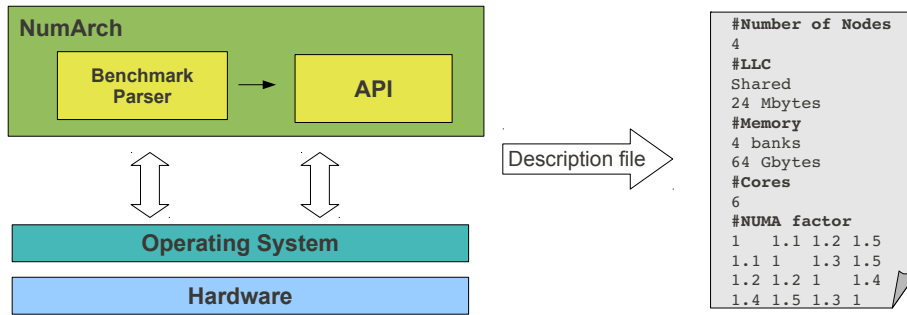 NumArch
Benchmark
Parser
API
Operating System
Hardware
Description file
#Number of Nodes
4
#LLC
Shared
24 Mbytes
#Memory
4 banks
64 Gbytes
#Cores
6
#NUMA factor
1 1.1 1.2 1.5
1.1 1 1.3 1.5
1.2 1.2 1 1.4
1.4 1.5 1.3 1